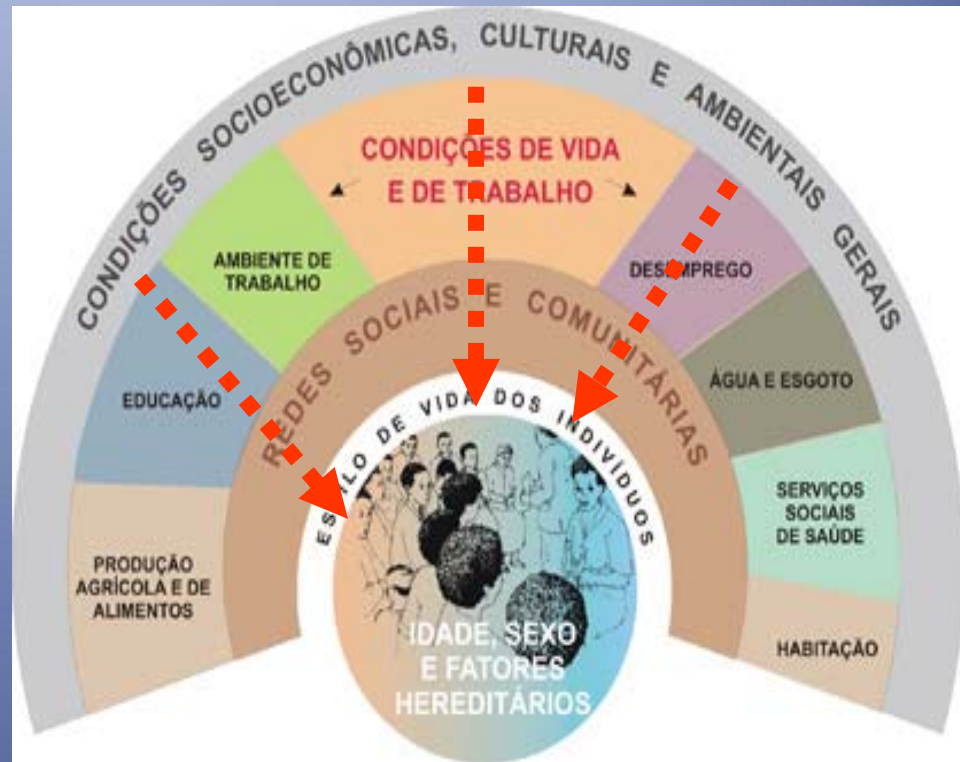 CONDIÇÕES SOCIOECONÔMICAS, CULTURAIS E AMBIENTAIS GERAIS
CONDIÇÕES DE VIDA
E DE TRABALHO
AMBIENTE DE
TRABALHO
DESEMPREGO
EDUCAÇÃO
ÁGUA E ESGOTO
PRODUÇÃO
AGRÍCOLA E DE
ALIMENTOS
SERVIÇOS
SOCIAIS
DE SAÚDE
HABITAÇÃO
REDES SOCIAIS E COMUNITÁRIAS
ESTILO DE VIDA DOS INDIVÍDUOS
IDADE, SEXO
E FATORES
HEREDITÁRIOS